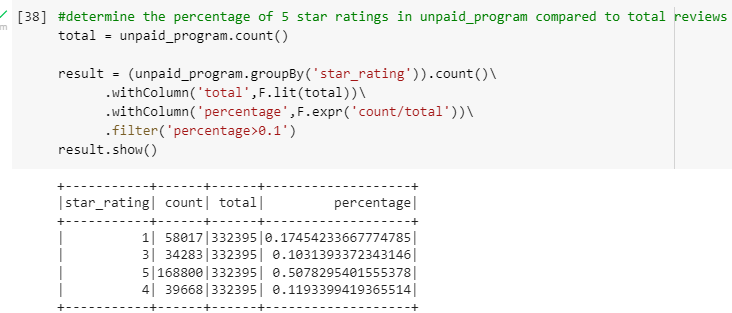 [38] #determine the percentage of 5 star ratings in unpaid_program compared to total reviews
total = unpaid_program.count()
result = (unpaid_program.groupBy('star_rating')).count()\
.withColumn('total',F.lit(total))\
.withColumn('percentage',F.expr('count/total'))\
.filter('percentage>0.1')
result.show()
+-----------+------+------+-------------------+
|star_rating| count| total|         percentage|
+-----------+------+------+-------------------+
|          1| 58017|332395|0.17454233667774785|
|          3| 34283|332395| 0.1031393372343146|
|          5|168800|332395| 0.5078295401555378|
|          4| 39668|332395| 0.1193399419365514|
+-----------+------+------+-------------------+